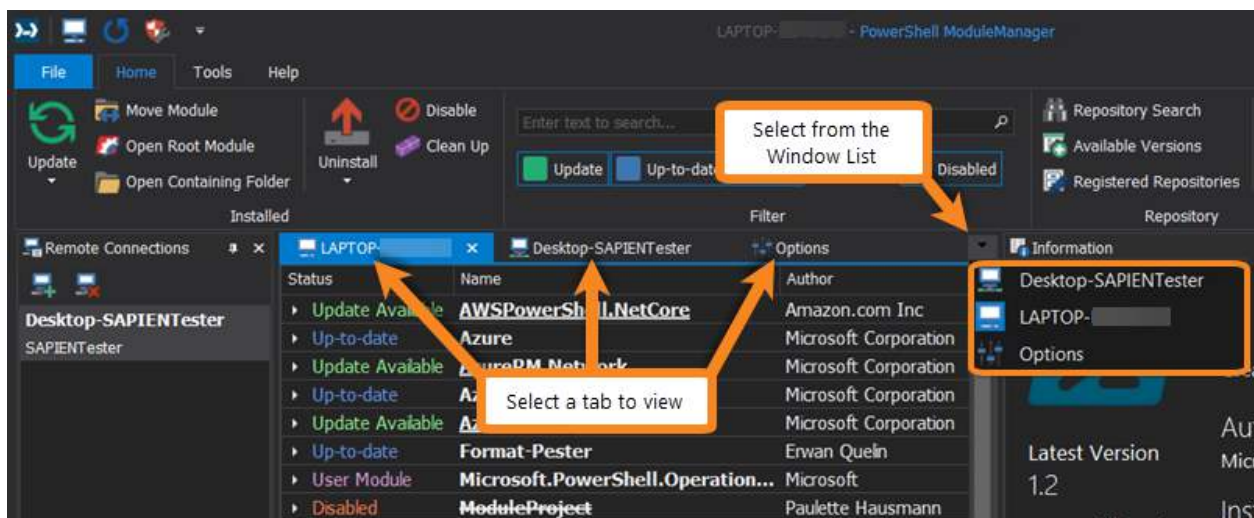 LAPTOP- - PowerShell ModuleManager
File Home Tools Help
Update
Move Module
Open Root Module
Open Containing Folder
Uninstall
Disable
Clean Up
Installed
Enter text to search...
Update Up-to-date Disabled
Filter
Select from the
Window List
Repository Search
Available Versions
Registered Repositories
Repository
Remote Connections
Desktop-SAPIENTester
SAPIENTester
LAPTOP- Desktop-SAPIENTester Options
Status Name Author
Update Available AWSPowerShell.NetCore Amazon.com Inc
Up-to-date Azure Microsoft Corporation
Update Available AzureRM.Network Microsoft Corporation
Up-to-date Microsoft Corporation
Update Available Microsoft Corporation
Up-to-date Format-Pester Erwan Quelin
User Module Microsoft.PowerShell.Operation... Microsoft
Disabled ModuleProject Paulette Hausmann
Select a tab to view
Information
Desktop-SAPIENTester
LAPTOP-
Options
Latest Version
1.2